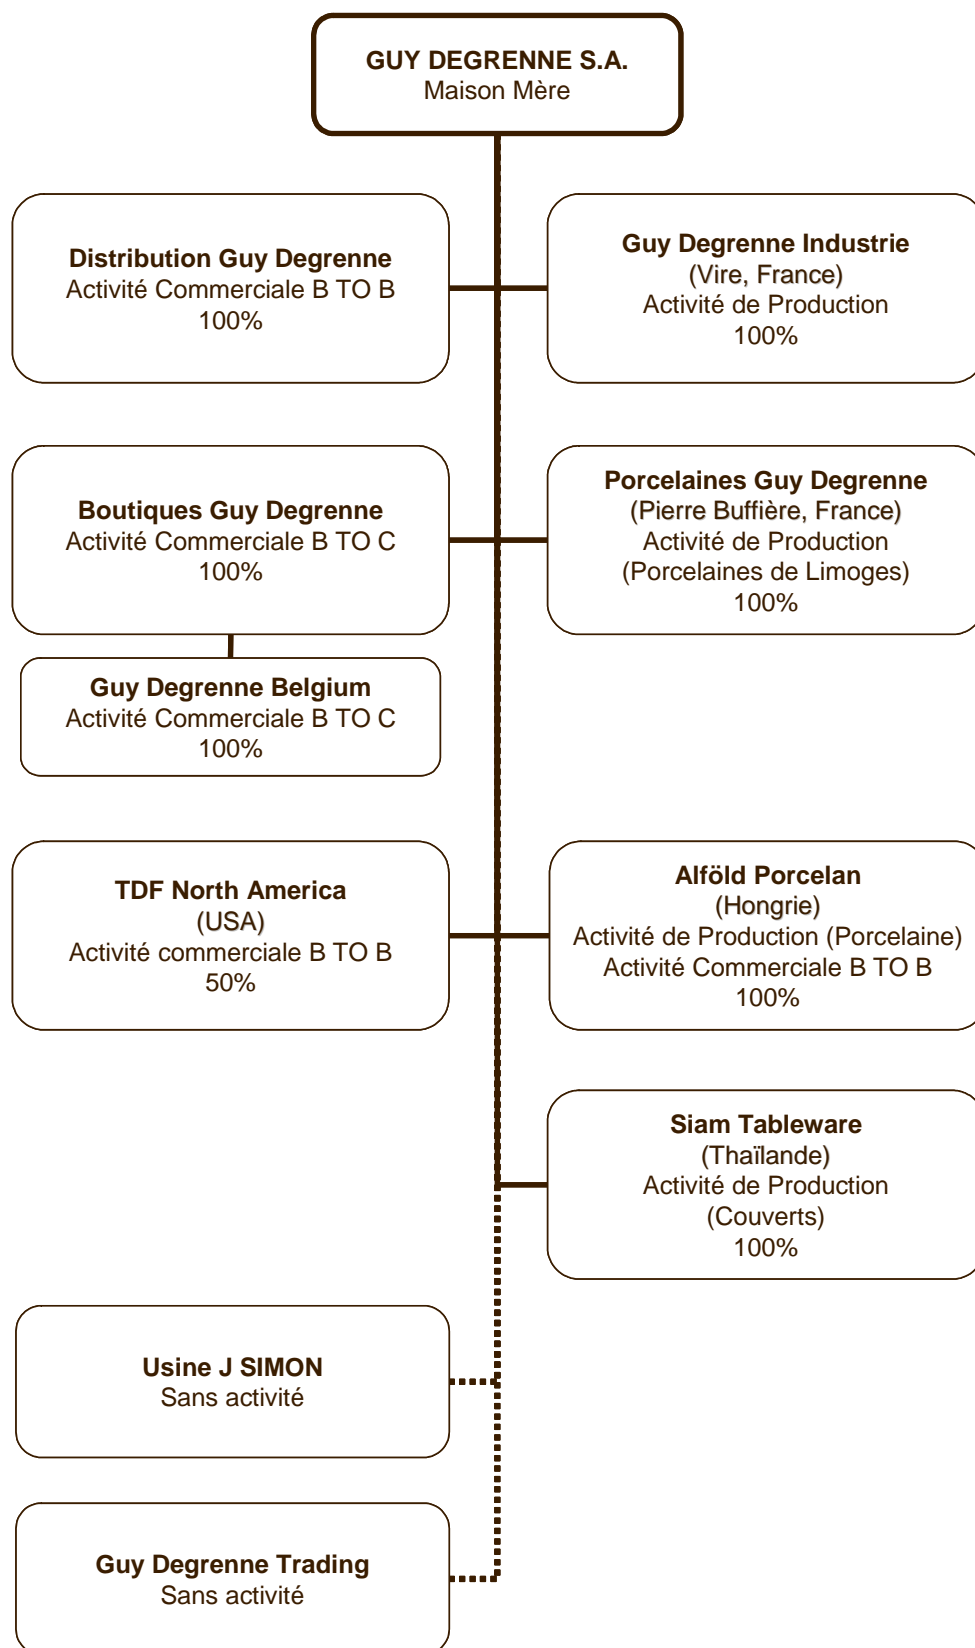 GUY DEGRENNE S.A.
Maison Mère
Distribution Guy Degrenne
Activité Commerciale B TO B
100%
Guy Degrenne Industrie
(Vire, France)
Activité de Production
100%
Boutiques Guy Degrenne
Activité Commerciale B TO C
100%
Porcelaines Guy Degrenne
(Pierre Buffière, France)
Activité de Production
(Porcelaines de Limoges)
100%
Guy Degrenne Belgium
Activité Commerciale B TO C
100%
TDF North America
(USA)
Activité commerciale B TO B
50%
Alföld Porcelan
(Hongrie)
Activité de Production (Porcelaine)
Activité Commerciale B TO B
100%
Siam Tableware
(Thaïlande)
Activité de Production
(Couverts)
100%
Usine J SIMON
Sans activité
Guy Degrenne Trading
Sans activité